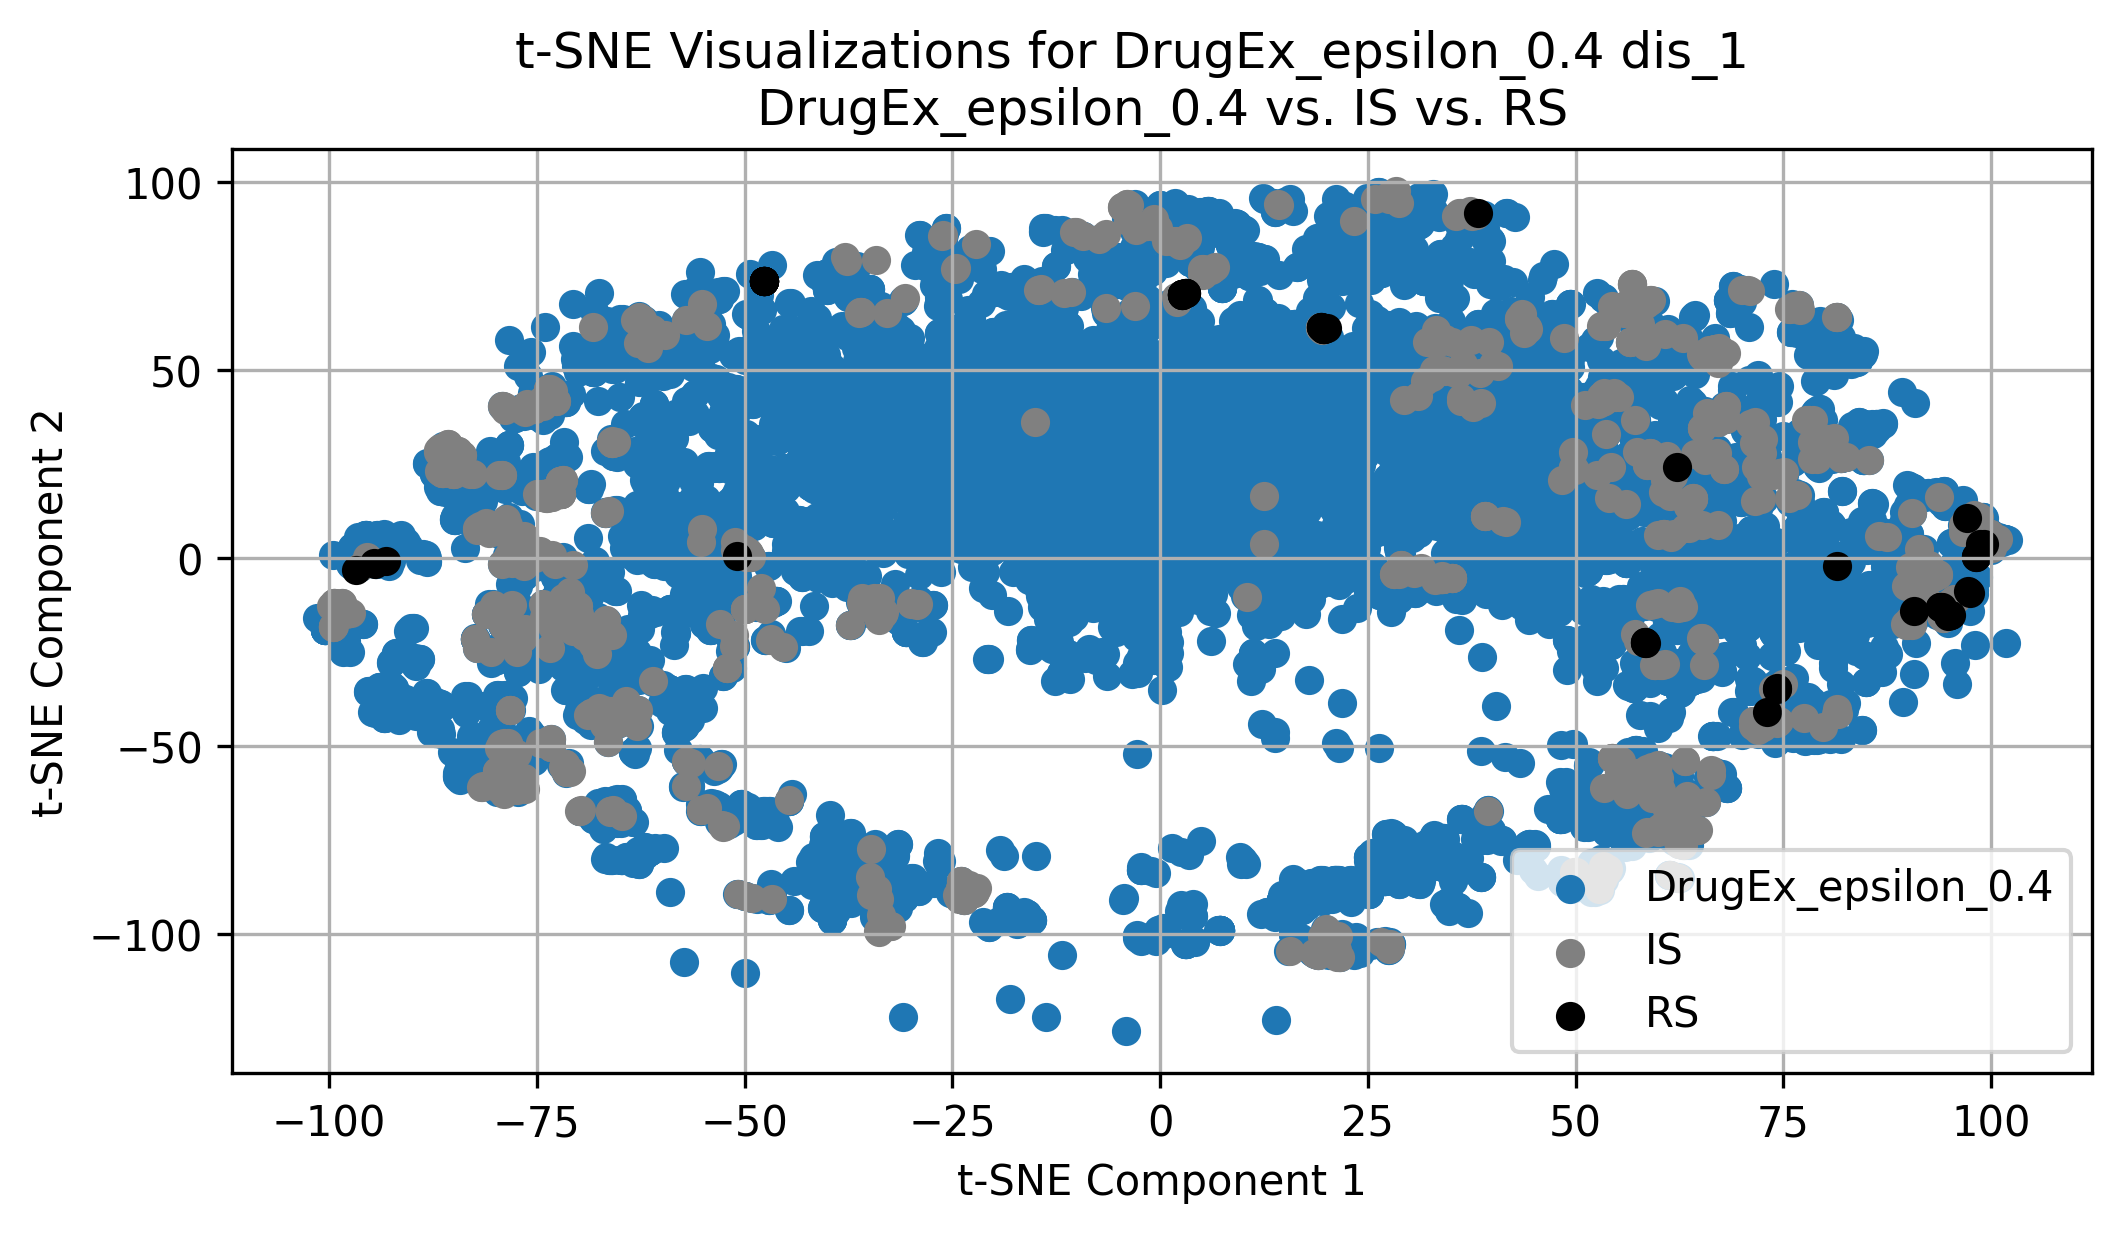 t-SNE Visualizations for DrugEx_epsilon_0.4 dis_1
DrugEx_epsilon_0.4 vs. IS vs. RS
t-SNE Component 2
100
50
0
−50
−100
−100
−75
−50
−25
0
25
50
75
100
t-SNE Component 1
DrugEx_epsilon_0.4
IS
RS